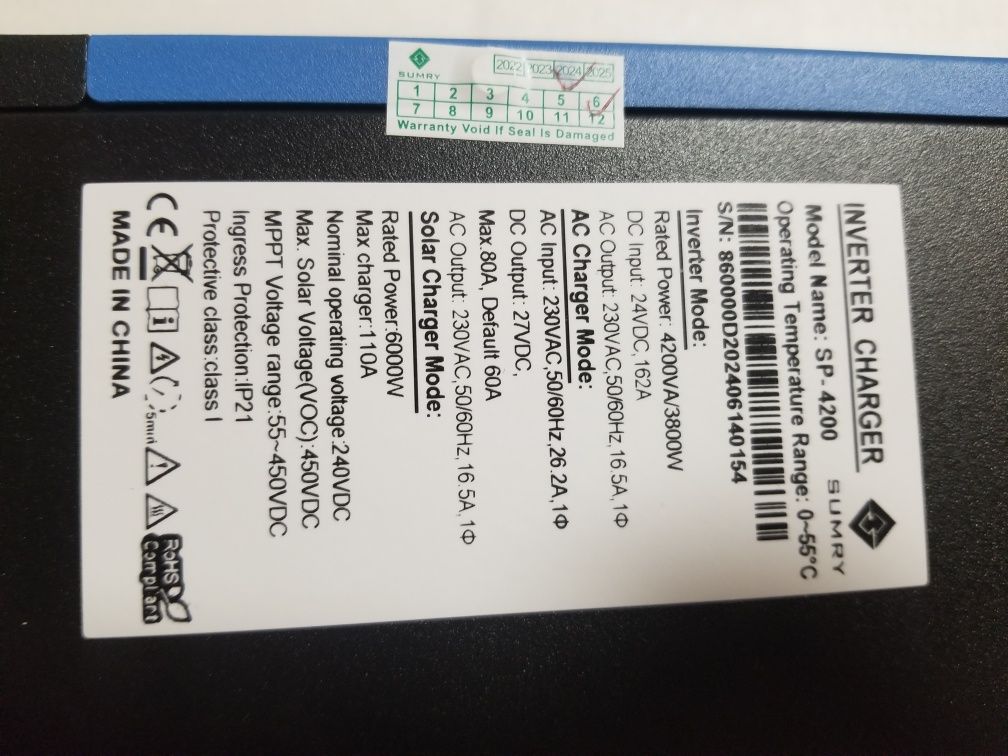 SUMRY
2022 2023 2024 2025
1 2 3 4 5 6
7 8 9 10 11 12
Warranty Void If Seal Is Damaged
INVERTER CHARGER
SUMRY
Model Name: SP-4200
Operating Temperature Range: 0~55°C
S/N: 860000D202406140154
Inverter Mode:
Rated Power: 4200VA/3800W
DC Input: 24VDC,162A
AC Output: 230VAC,50/60Hz,16.5A,1Φ
AC Charger Mode:
AC Input: 230VAC,50/60Hz,26.2A,1Φ
DC Output: 27VDC,
Max.80A, Default 60A
AC Output: 230VAC,50/60Hz,16.5A,1Φ
Solar Charger Mode:
Rated Power:6000W
Max charger:110A
Nominal operating voltage:240VDC
Max. Solar Voltage(VOC):450VDC
MPPT Voltage range:55~450VDC
Ingress Protection:IP21
Protective class:class I
CE
5min
RoHS
Compliant
MADE IN CHINA